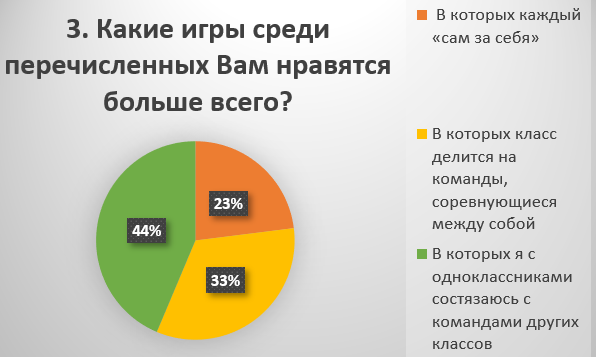 3. Какие игры среди
перечисленных Вам нравятся
больше всего?
23%
33%
44%
В которых каждый
«сам за себя»
В которых класс
делится на
команды,
соревнующиеся
между собой
В которых я с
одноклассниками
состязаюсь с
командами других
классов